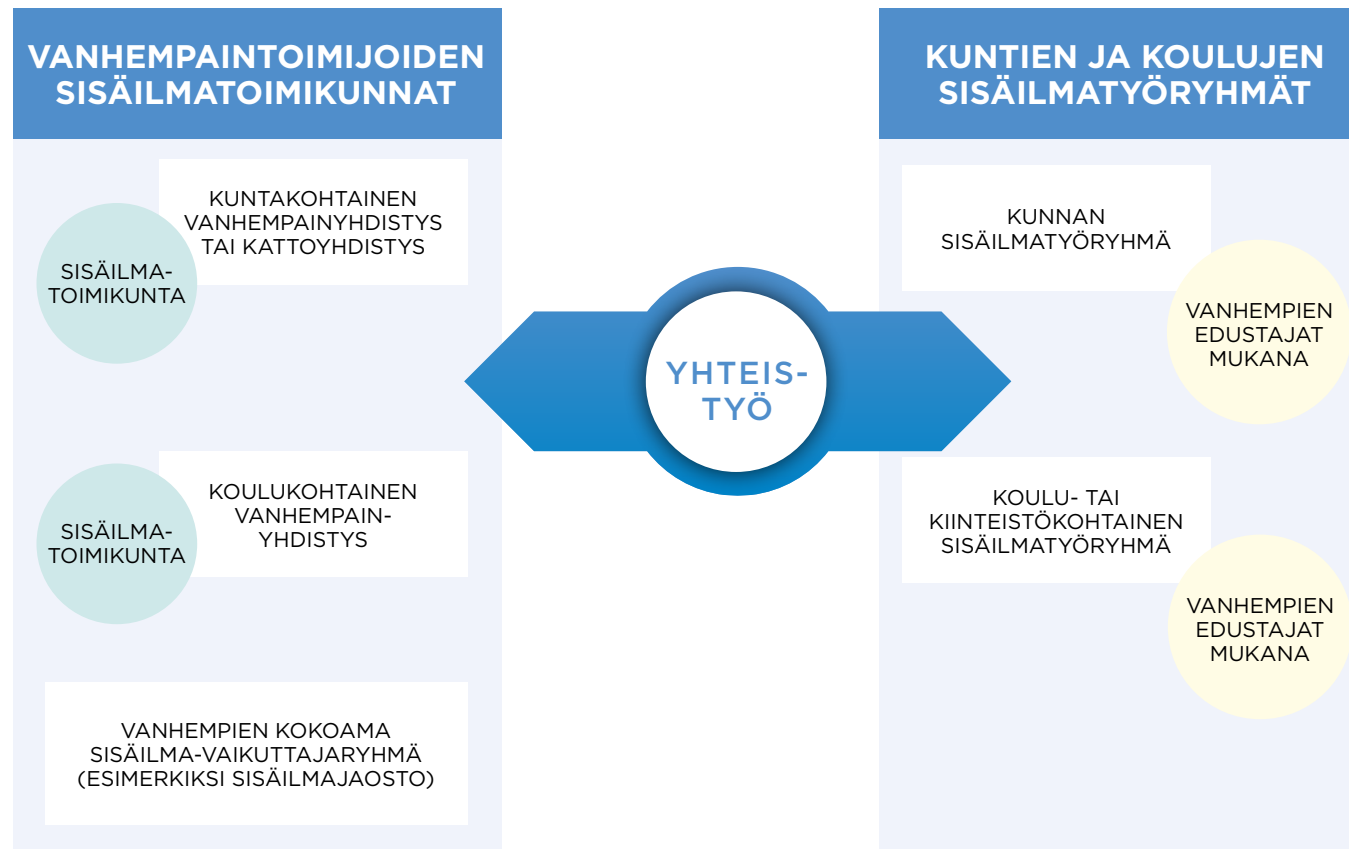 VANHEMPAINTOIMIJOIDEN
SISÄILMATOIMIKUNNAT
KUNTAKOHTAINEN
VANHEMPAINYHDISTYS
TAI KATTOYHDISTYS
SISÄILMA-
TOIMIKUNTA
KOULUKOHTAINEN
VANHEMPAIN-
YHDISTYS
SISÄILMA-
TOIMIKUNTA
VANHEMPIEN KOKOAMA
SISÄILMA-VAIKUTTAJARYHMÄ
(ESIMERKIKSI SISÄILMAJAOSTO)
YHTEIS-
TYÖ
KUNTIEN JA KOULUJEN
SISÄILMATYÖRYHMÄT
KUNNAN
SISÄILMATYÖRYHMÄ
VANHEMPIEN
EDUSTAJAT
MUKANA
KOULU- TAI
KIINTEISTÖKOHTAINEN
SISÄILMATYÖRYHMÄ
VANHEMPIEN
EDUSTAJAT
MUKANA